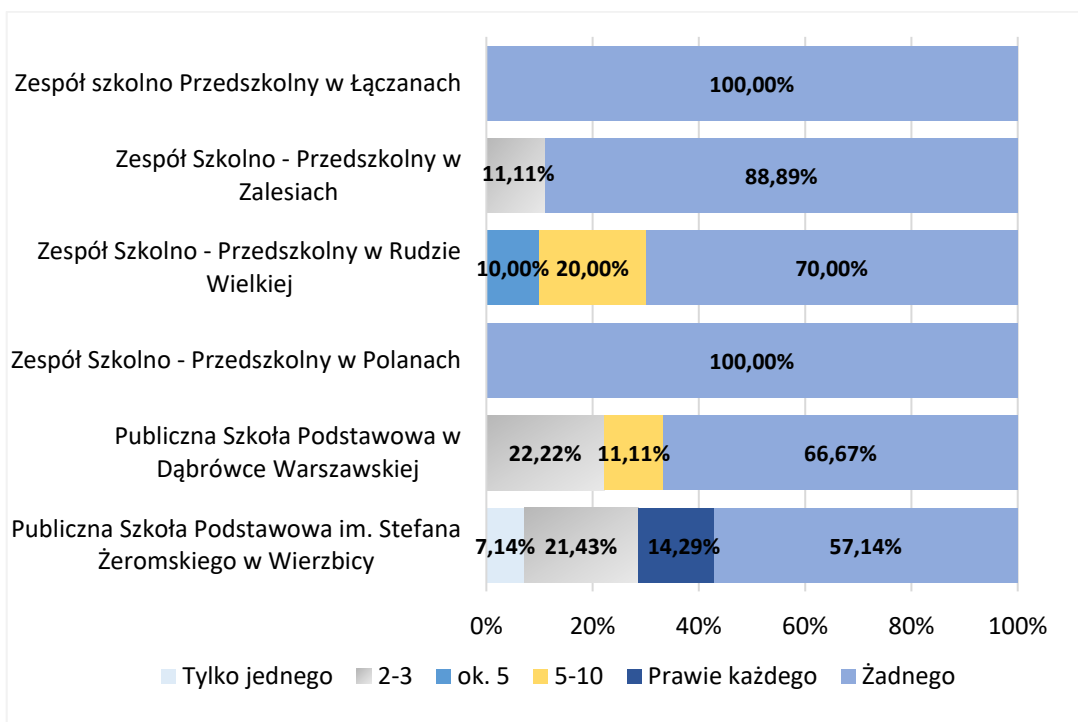 Zespół szkolno Przedszkolny w Łączanach
100,00%
Zespół Szkolno - Przedszkolny w
Zalesiach
11,11% 88,89%
Zespół Szkolno - Przedszkolny w Rudzie
Wielkiej
10,00% 20,00% 70,00%
Zespół Szkolno - Przedszkolny w Polanach
100,00%
Publiczna Szkoła Podstawowa w
Dąbrówce Warszawskiej
22,22% 11,11% 66,67%
Publiczna Szkoła Podstawowa im. Stefana
Żeromskiego w Wierzbicy
7,14% 21,43% 14,29% 57,14%
0% 20% 40% 60% 80% 100%
Tylko jednego 2-3 ok. 5 5-10 Prawie każdego Żadnego